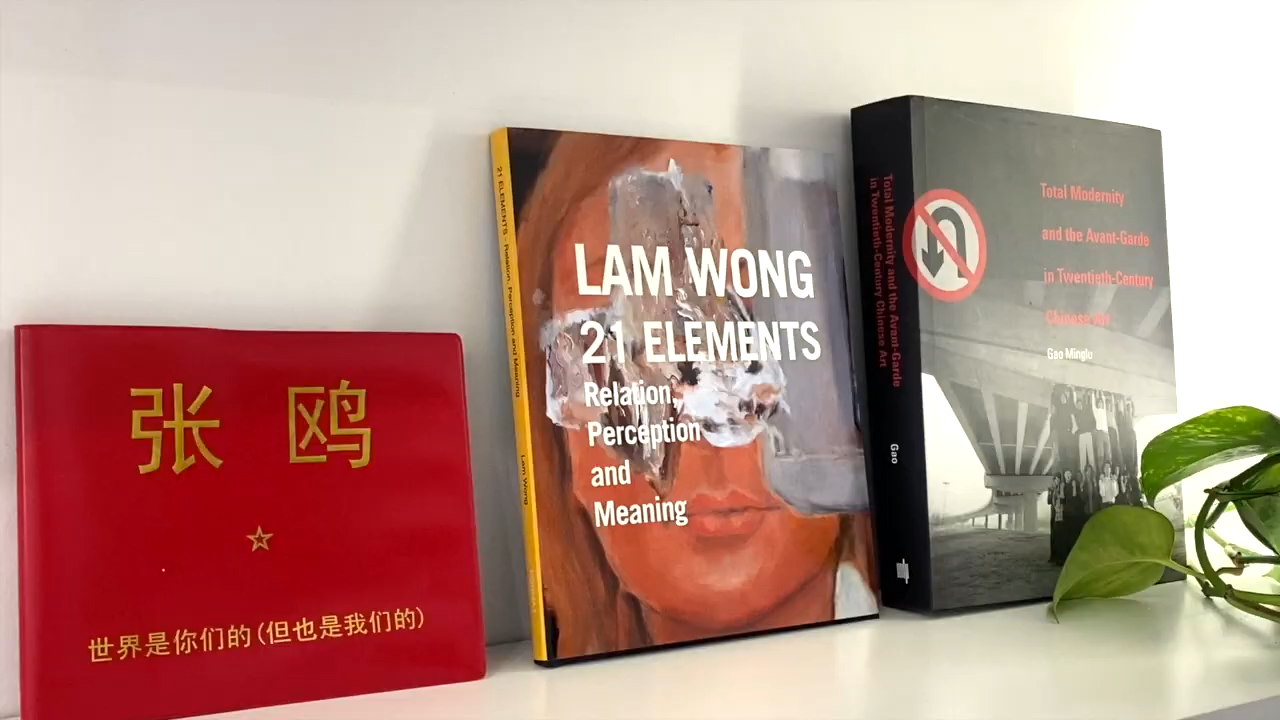 张 鸥
世界是你们的(但也是我们的)
21 ELEMENTS - Relation, Perception and Meaning
Lam Wong
LAM WONG
21 ELEMENTS
Relation,
Perception
and
Meaning
Total Modernity and the Avant-Garde
in Twentieth-Century Chinese Art
Gao
Total Modernity
and the Avant-Garde
in Twentieth-Century
Chinese Art
Gao Minglu